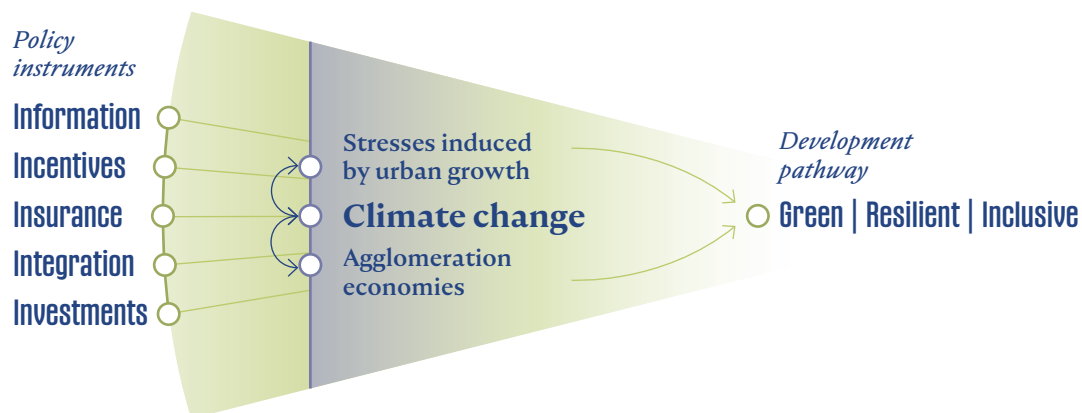 Policy
instruments
Information
Incentives
Insurance
Integration
Investments
Stresses induced
by urban growth
Climate change
Agglomeration
economies
Development
pathway
Green | Resilient | Inclusive